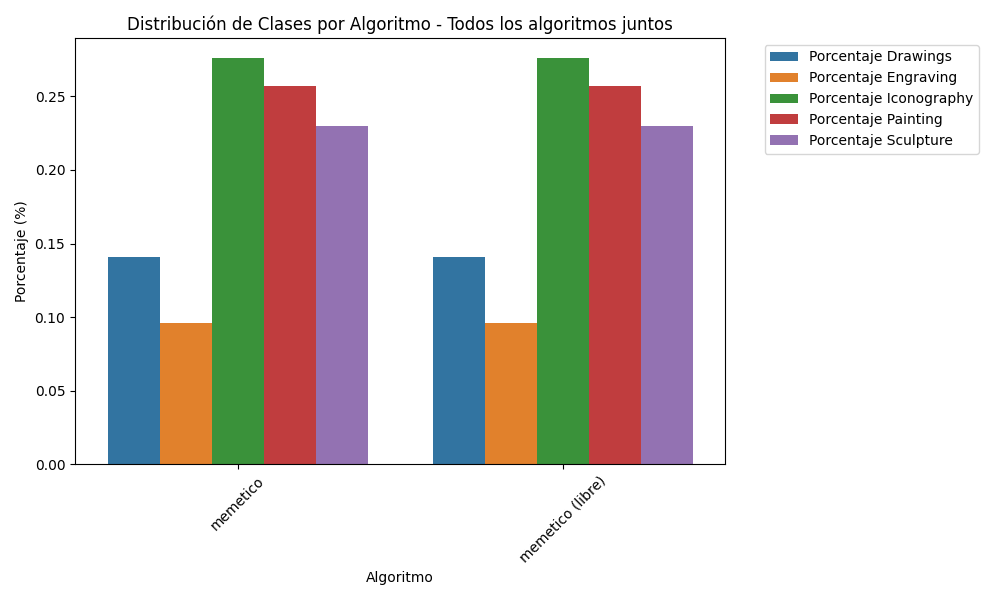 Distribución de Clases por Algoritmo - Todos los algoritmos juntos
Porcentaje Drawings
Porcentaje Engraving
Porcentaje Iconography
Porcentaje Painting
Porcentaje Sculpture
Porcentaje (%)
0.25
0.20
0.15
0.10
0.05
0.00
memetico
memetico (libre)
Algoritmo